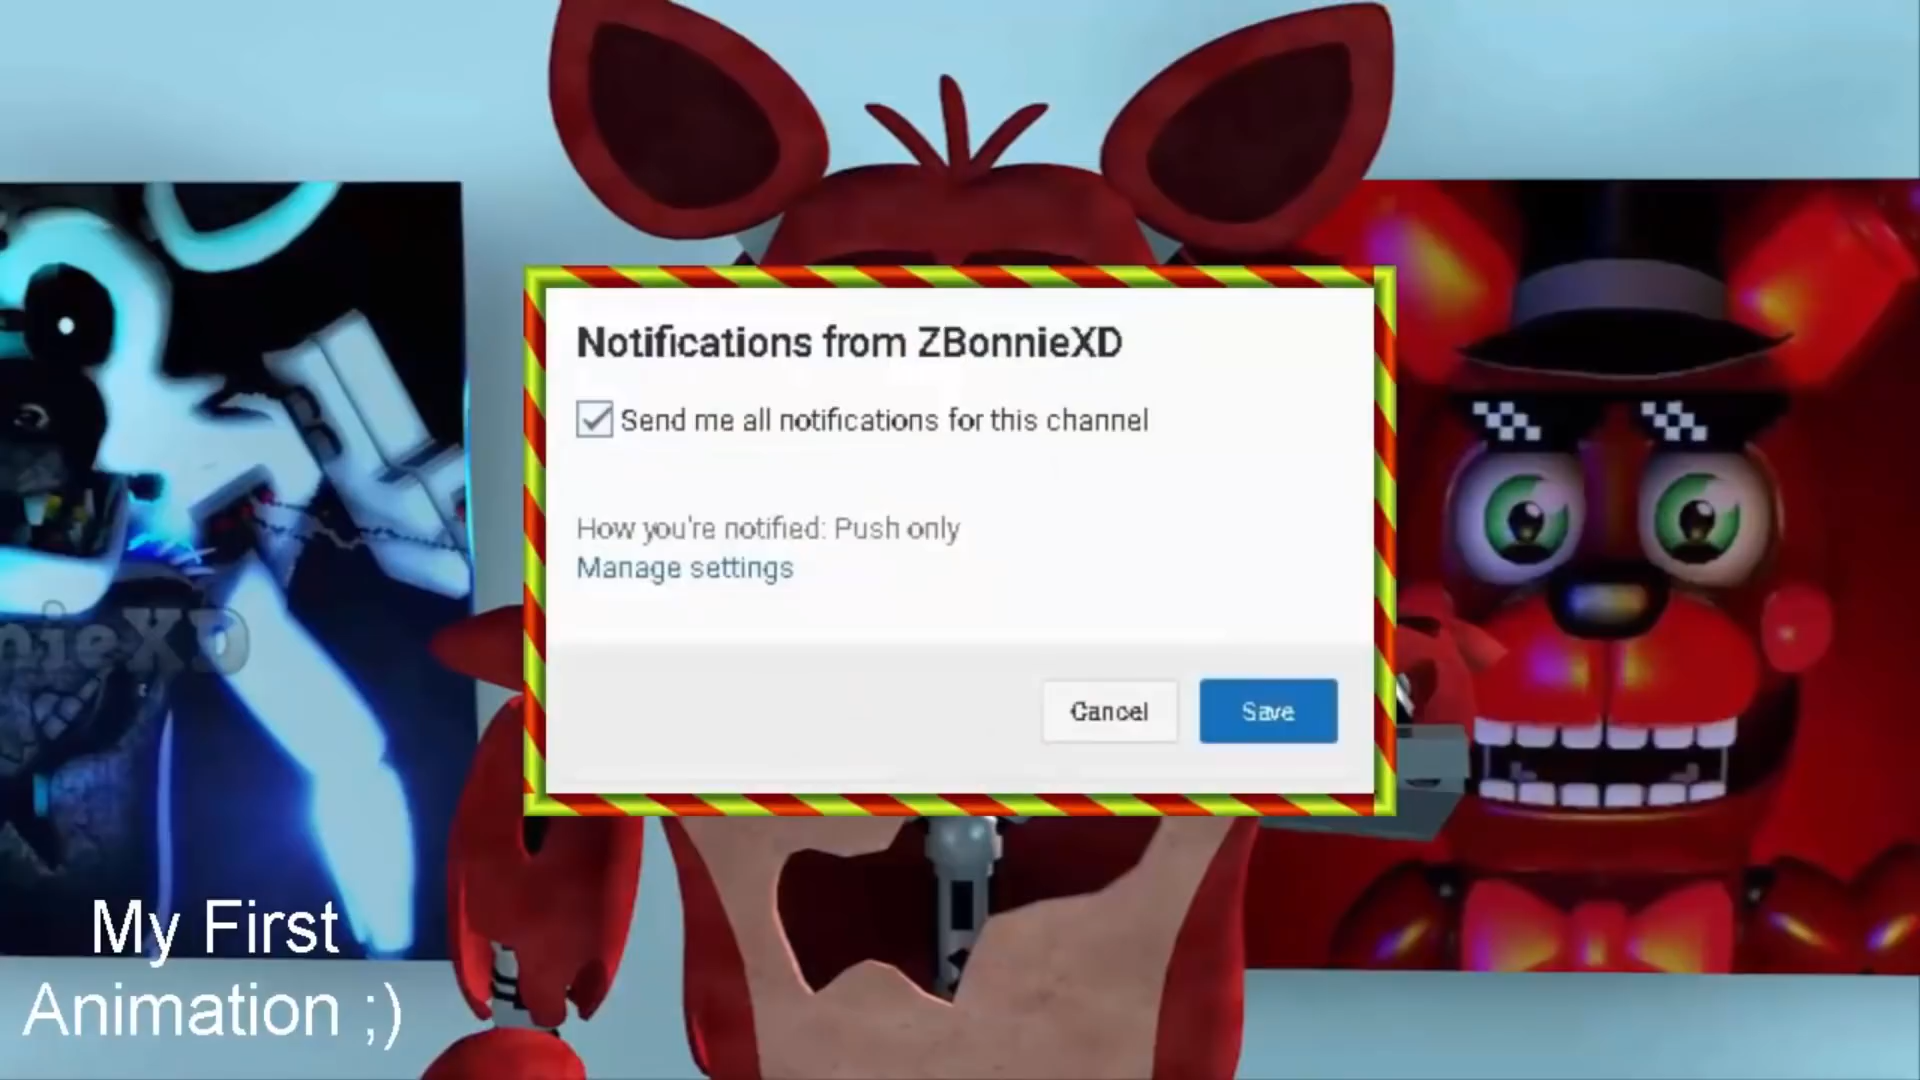 Notifications from ZBonnieXD
Send me all notifications for this channel
How you're notified: Push only
Manage settings
Cancel
Save
nieXD
My First
Animation ;)